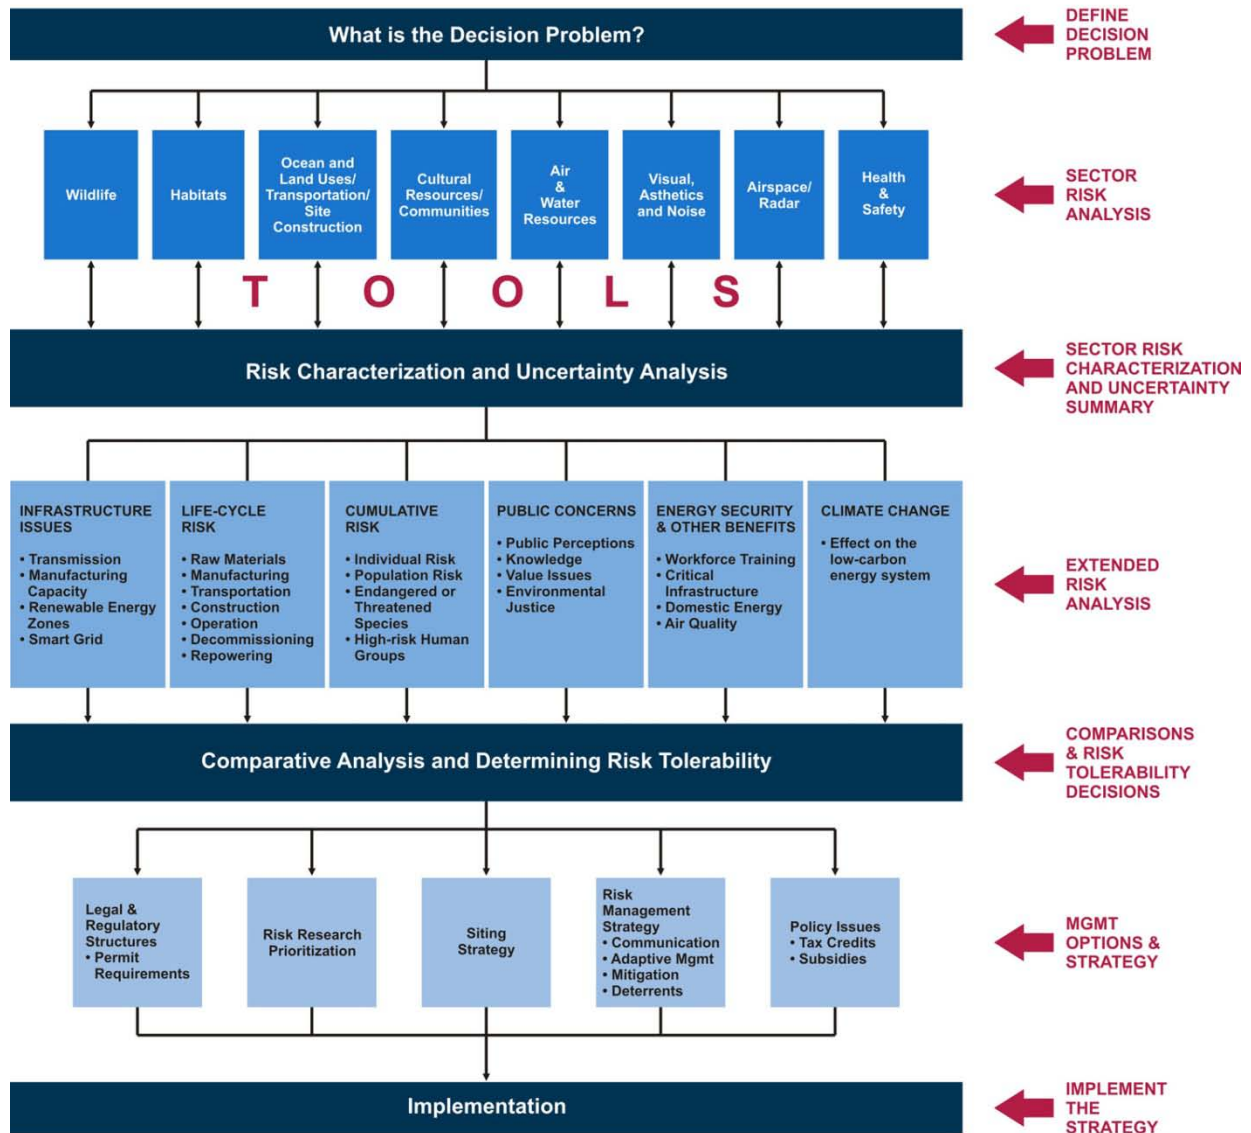 What is the Decision Problem?
DEFINE
DECISION
PROBLEM
Wildlife
Habitats
Ocean and
Land Uses/
Transportation/
Site
Construction
Cultural
Resources/
Communities
Air
&
Water
Resources
Visual,
Asthetics
and Noise
Airspace/
Radar
Health
&
Safety
SECTOR
RISK
ANALYSIS
T O O L S
Risk Characterization and Uncertainty Analysis
SECTOR RISK
CHARACTERIZATION
AND UNCERTAINTY
SUMMARY
INFRASTRUCTURE
ISSUES
• Transmission
• Manufacturing
Capacity
• Renewable Energy
Zones
• Smart Grid
LIFE-CYCLE
RISK
• Raw Materials
• Manufacturing
• Transportation
• Construction
• Operation
• Decommissioning
• Repowering
CUMULATIVE
RISK
• Individual Risk
• Population Risk
• Endangered or
Threatened
Species
• High-risk Human
Groups
PUBLIC CONCERNS
• Public Perceptions
• Knowledge
• Value Issues
• Environmental
Justice
ENERGY SECURITY
& OTHER BENEFITS
• Workforce Training
• Critical
Infrastructure
• Domestic Energy
• Air Quality
CLIMATE CHANGE
• Effect on the
low-carbon
energy system
EXTENDED
RISK
ANALYSIS
Comparative Analysis and Determining Risk Tolerability
COMPARISONS
& RISK
TOLERABILITY
DECISIONS
Legal &
Regulatory
Structures
• Permit
Requirements
Risk Research
Prioritization
Siting
Strategy
Risk
Management
Strategy
• Communication
• Adaptive Mgmt
• Mitigation
• Deterrents
Policy Issues
• Tax Credits
• Subsidies
MGMT
OPTIONS &
STRATEGY
Implementation
IMPLEMENT
THE
STRATEGY